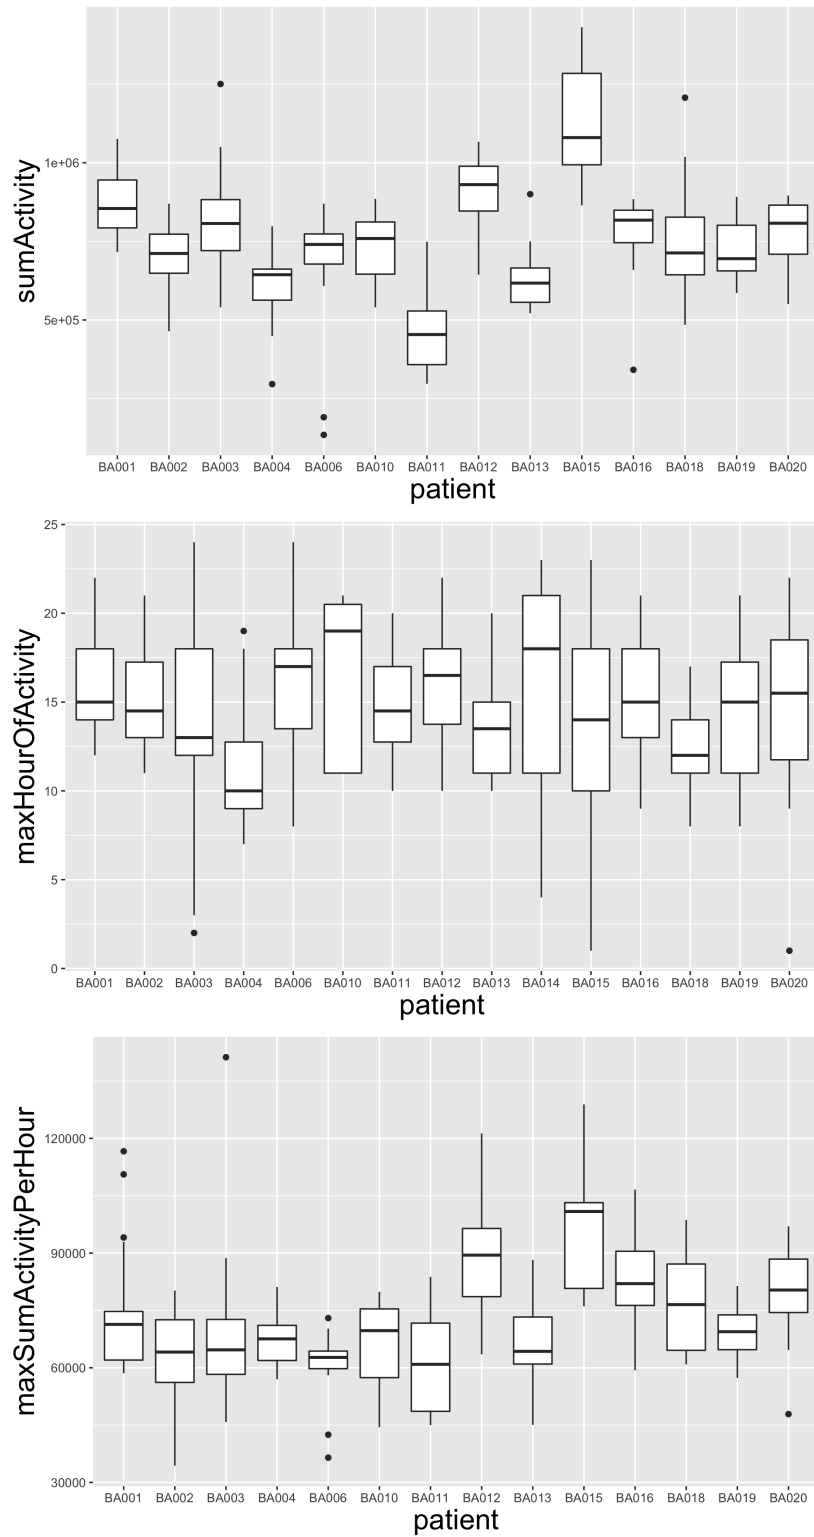 sumActivity
1e+06
5e+05
BA001 BA002 BA003 BA004 BA006 BA010 BA011 BA012 BA013 BA015 BA016 BA018 BA019 BA020
patient
maxHourOfActivity
25
20
15
10
5
0
BA001 BA002 BA003 BA004 BA006 BA010 BA011 BA012 BA013 BA014 BA015 BA016 BA018 BA019 BA020
patient
maxSumActivityPerHour
120000
90000
60000
30000
BA001 BA002 BA003 BA004 BA006 BA010 BA011 BA012 BA013 BA015 BA016 BA018 BA019 BA020
patient